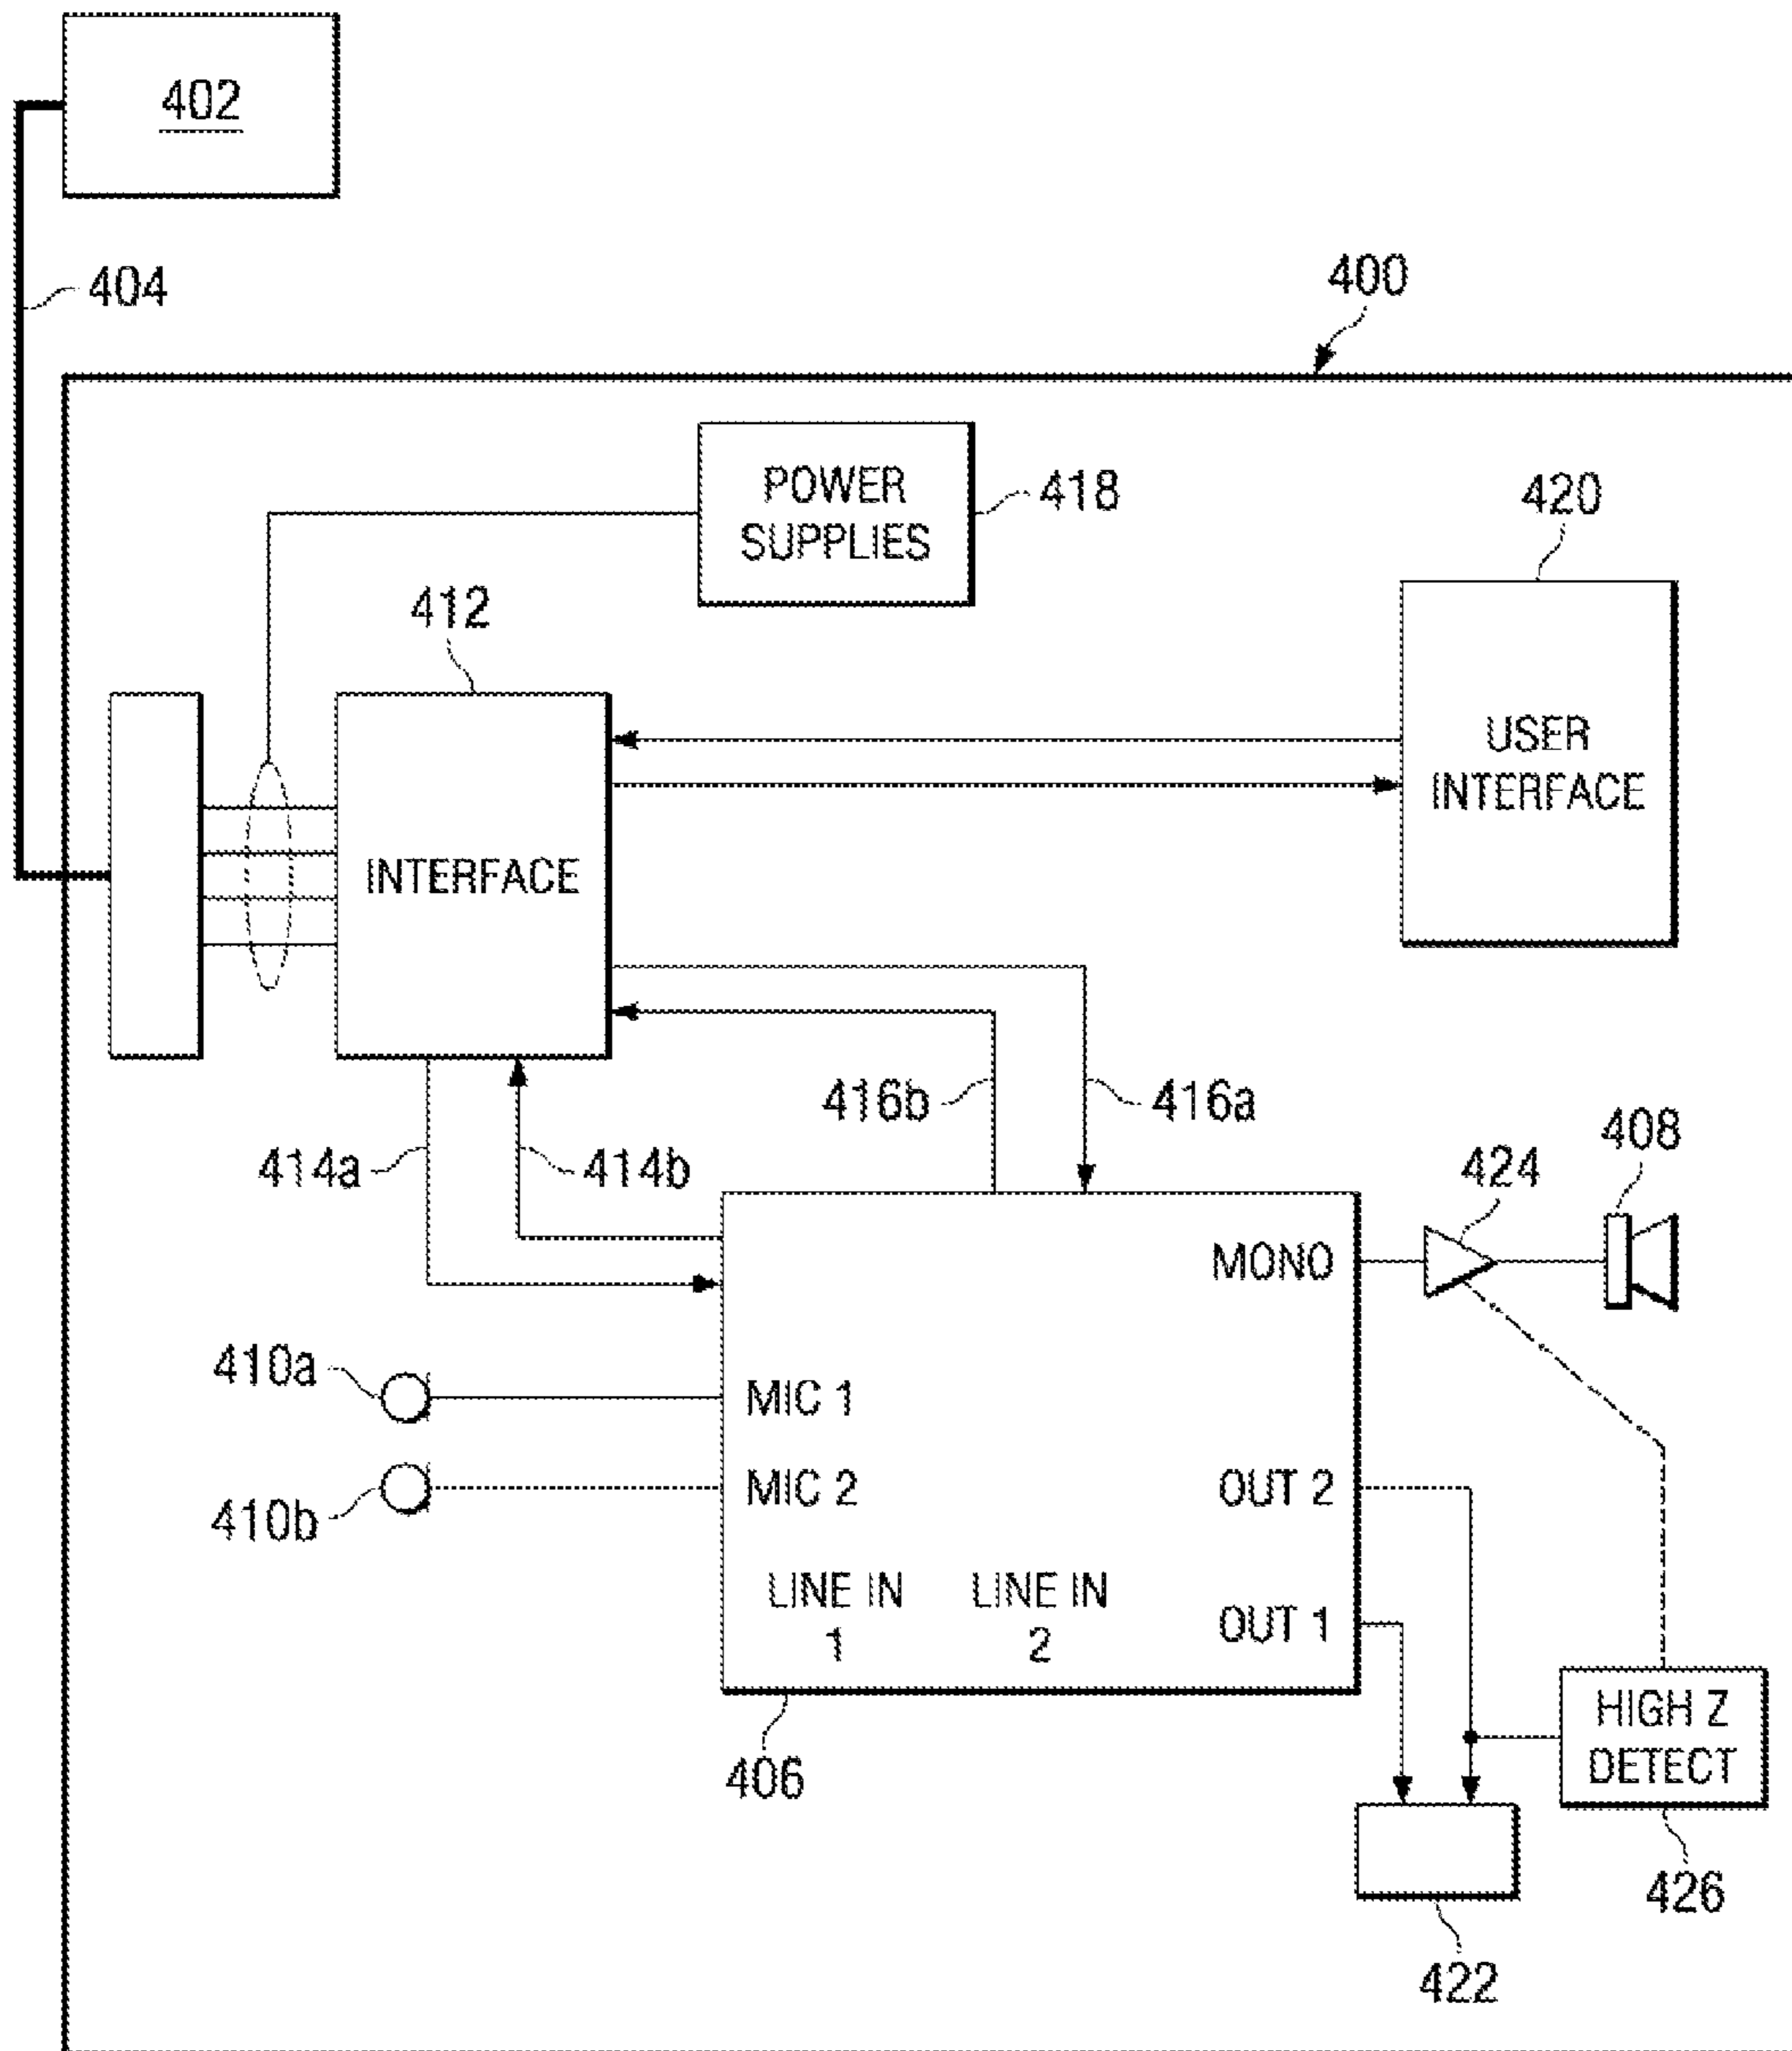 402
404
400
POWER
SUPPLIES
418
420
412
USER
INTERFACE
INTERFACE
416b
416a
408
414a
414b
424
MONO
410a
MIC 1
410b
MIC 2
OUT 2
LINE IN
1
LINE IN
2
OUT 1
HIGH Z
DETECT
406
426
422